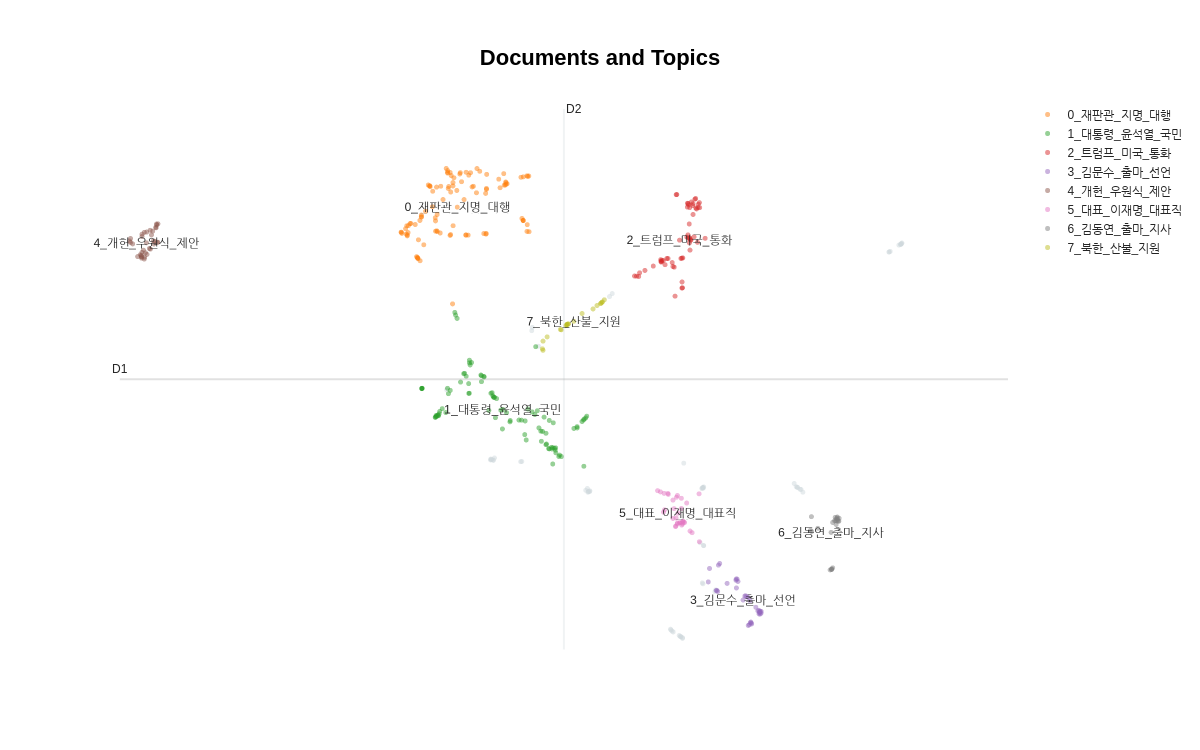 Documents and Topics
D2
D1
0_재판관_지명_대행
1_대통령_윤석열_국민
2_트럼프_미국_통화
3_김문수_출마_선언
4_개헌_우원식_제안
5_대표_이재명_대표직
6_김동연_출마_지사
7_북한_산불_지원
0_재판관_지명_대행
4_개헌_우원식_제안
2_트럼프_미국_통화
7_북한_산불_지원
1_대통령_윤석열_국민
5_대표_이재명_대표직
6_김동연_출마_지사
3_김문수_출마_선언